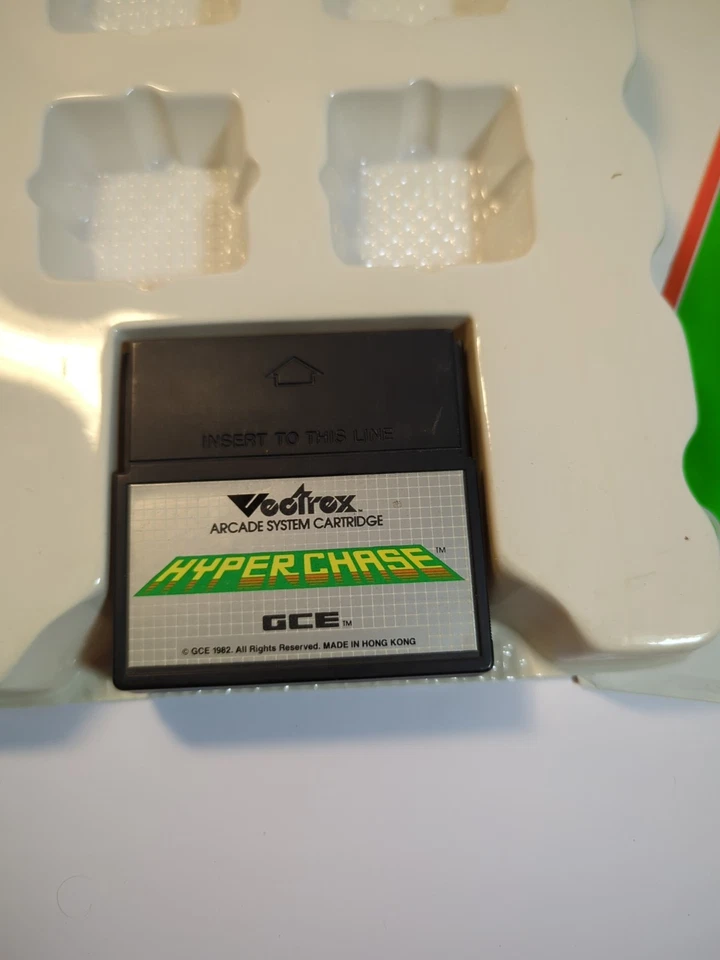 INSERT TO THIS LINE
Vectrex™
ARCADE SYSTEM CARTRIDGE
HYPER CHASE™
GCE™
© GCE 1982. All Rights Reserved. MADE IN HONG KONG